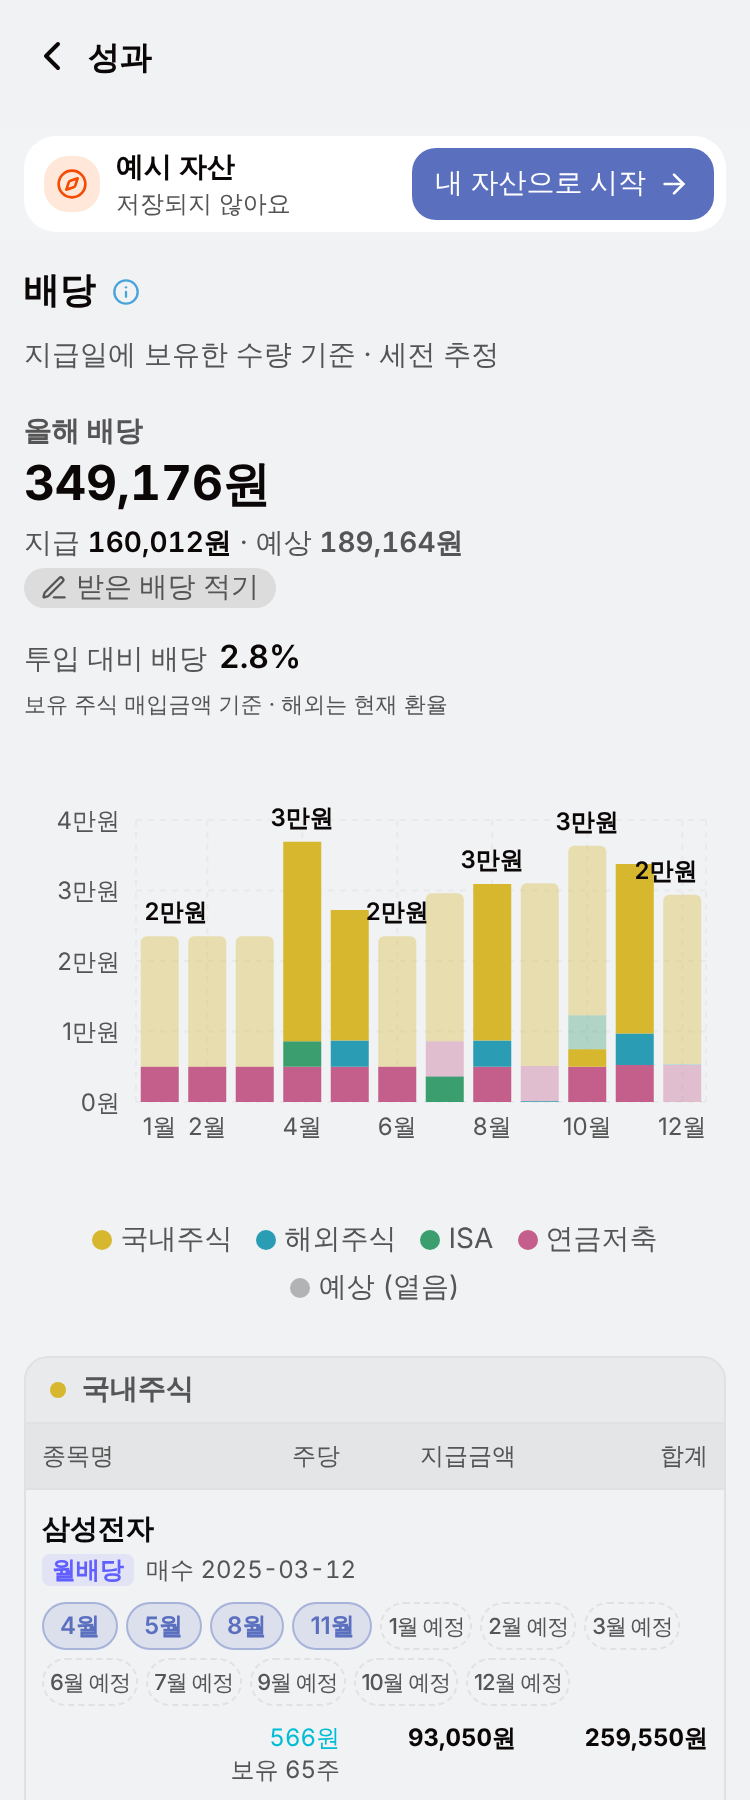 성과
예시 자산
저장되지 않아요
내 자산으로 시작
배당
지급일에 보유한 수량 기준 · 세전 추정
올해 배당
349,176원
지급 160,012원 · 예상 189,164원
받은 배당 적기
투입 대비 배당 2.8%
보유 주식 매입금액 기준 · 해외는 현재 환율
4만원
3만원
2만원
1만원
0원
2만원
3만원
2만원
3만원
3만원
2만원
1월 2월 4월 6월 8월 10월 12월
국내주식 해외주식 ISA 연금저축
예상 (옅음)
국내주식
종목명 주당 지급금액 합계
삼성전자
월배당 매수 2025-03-12
4월 5월 8월 11월 1월 예정 2월 예정 3월 예정
6월 예정 7월 예정 9월 예정 10월 예정 12월 예정
566원 93,050원 259,550원
보유 65주